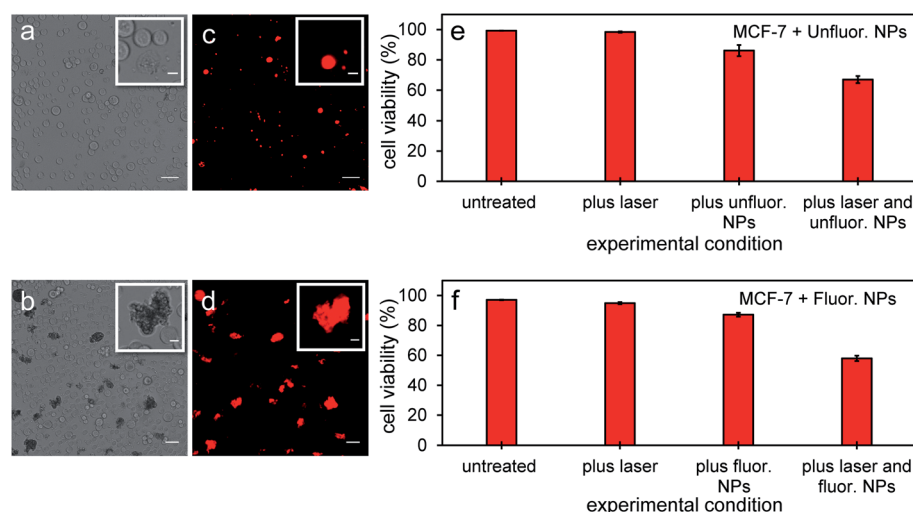 a
c
b
d
e
MCF-7 + Unfluor. NPs
cell viability (%)
100
80
60
40
20
0
untreated
plus laser
plus unfluor.
NPs
plus laser and
unfluor. NPs
experimental condition
f
MCF-7 + Fluor. NPs
cell viability (%)
100
80
60
40
20
0
untreated
plus laser
plus fluor.
NPs
plus laser and
fluor. NPs
experimental condition